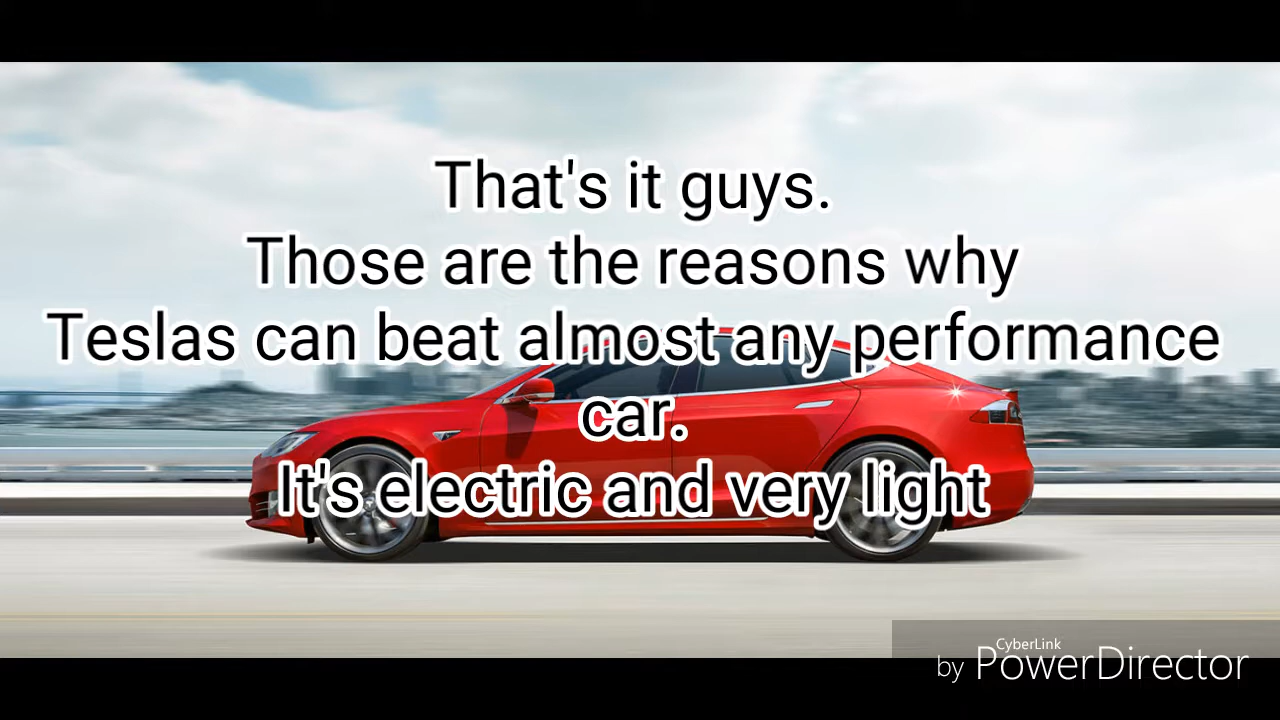 That's it guys.
Those are the reasons why
Teslas can beat almost any performance
car.
It's electric and very light
CyberLink
by PowerDirector